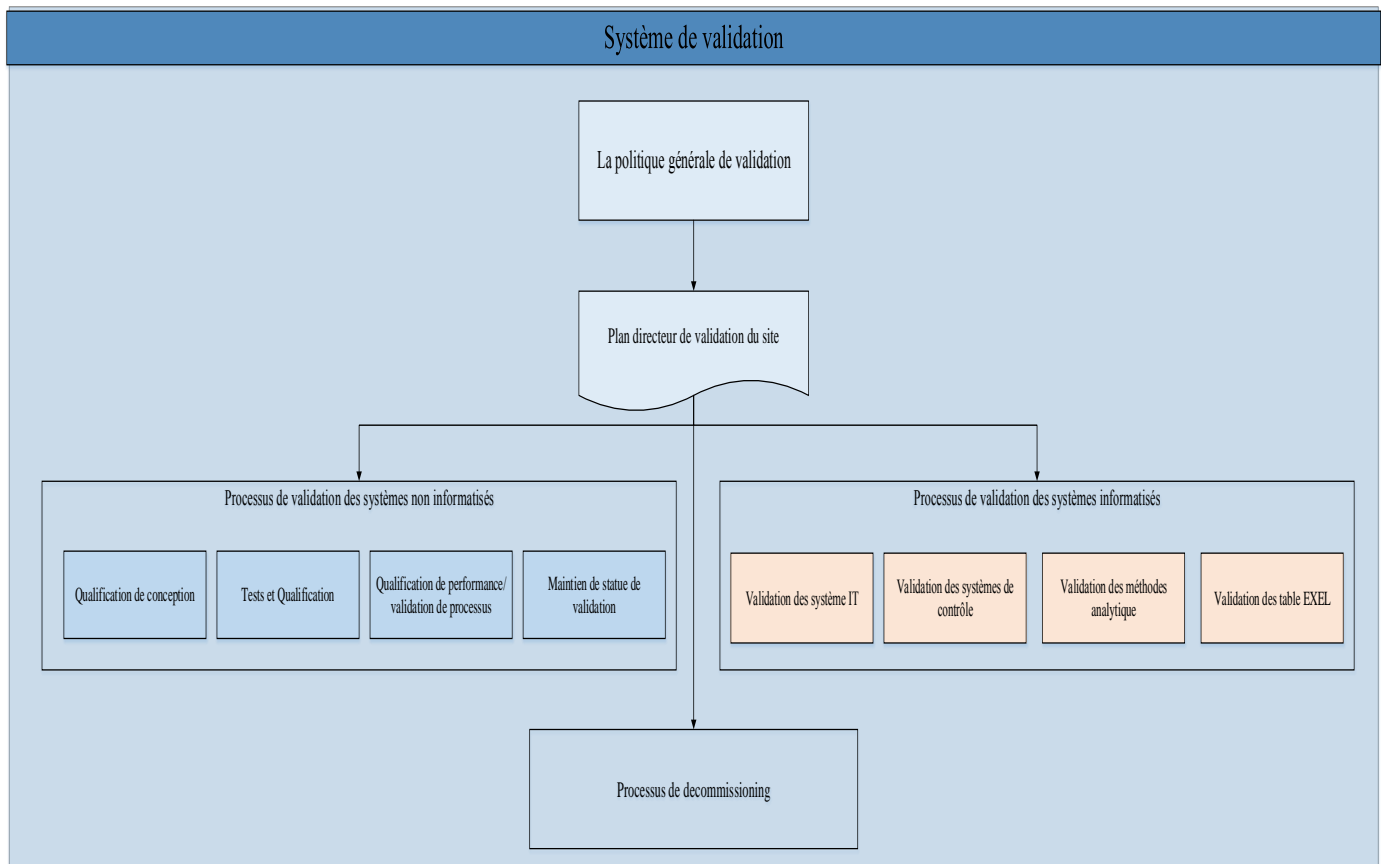 Système de validation
La politique générale de validation
Plan directeur de validation du site
Processus de validation des systèmes non informatisés
Qualification de conception
Tests et Qualification
Qualification de performance/
validation de processus
Maintien de statue de
validation
Processus de validation des systèmes informatisés
Validation des système IT
Validation des systèmes de
contrôle
Validation des méthodes
analytique
Validation des table EXEL
Processus de decommissioning